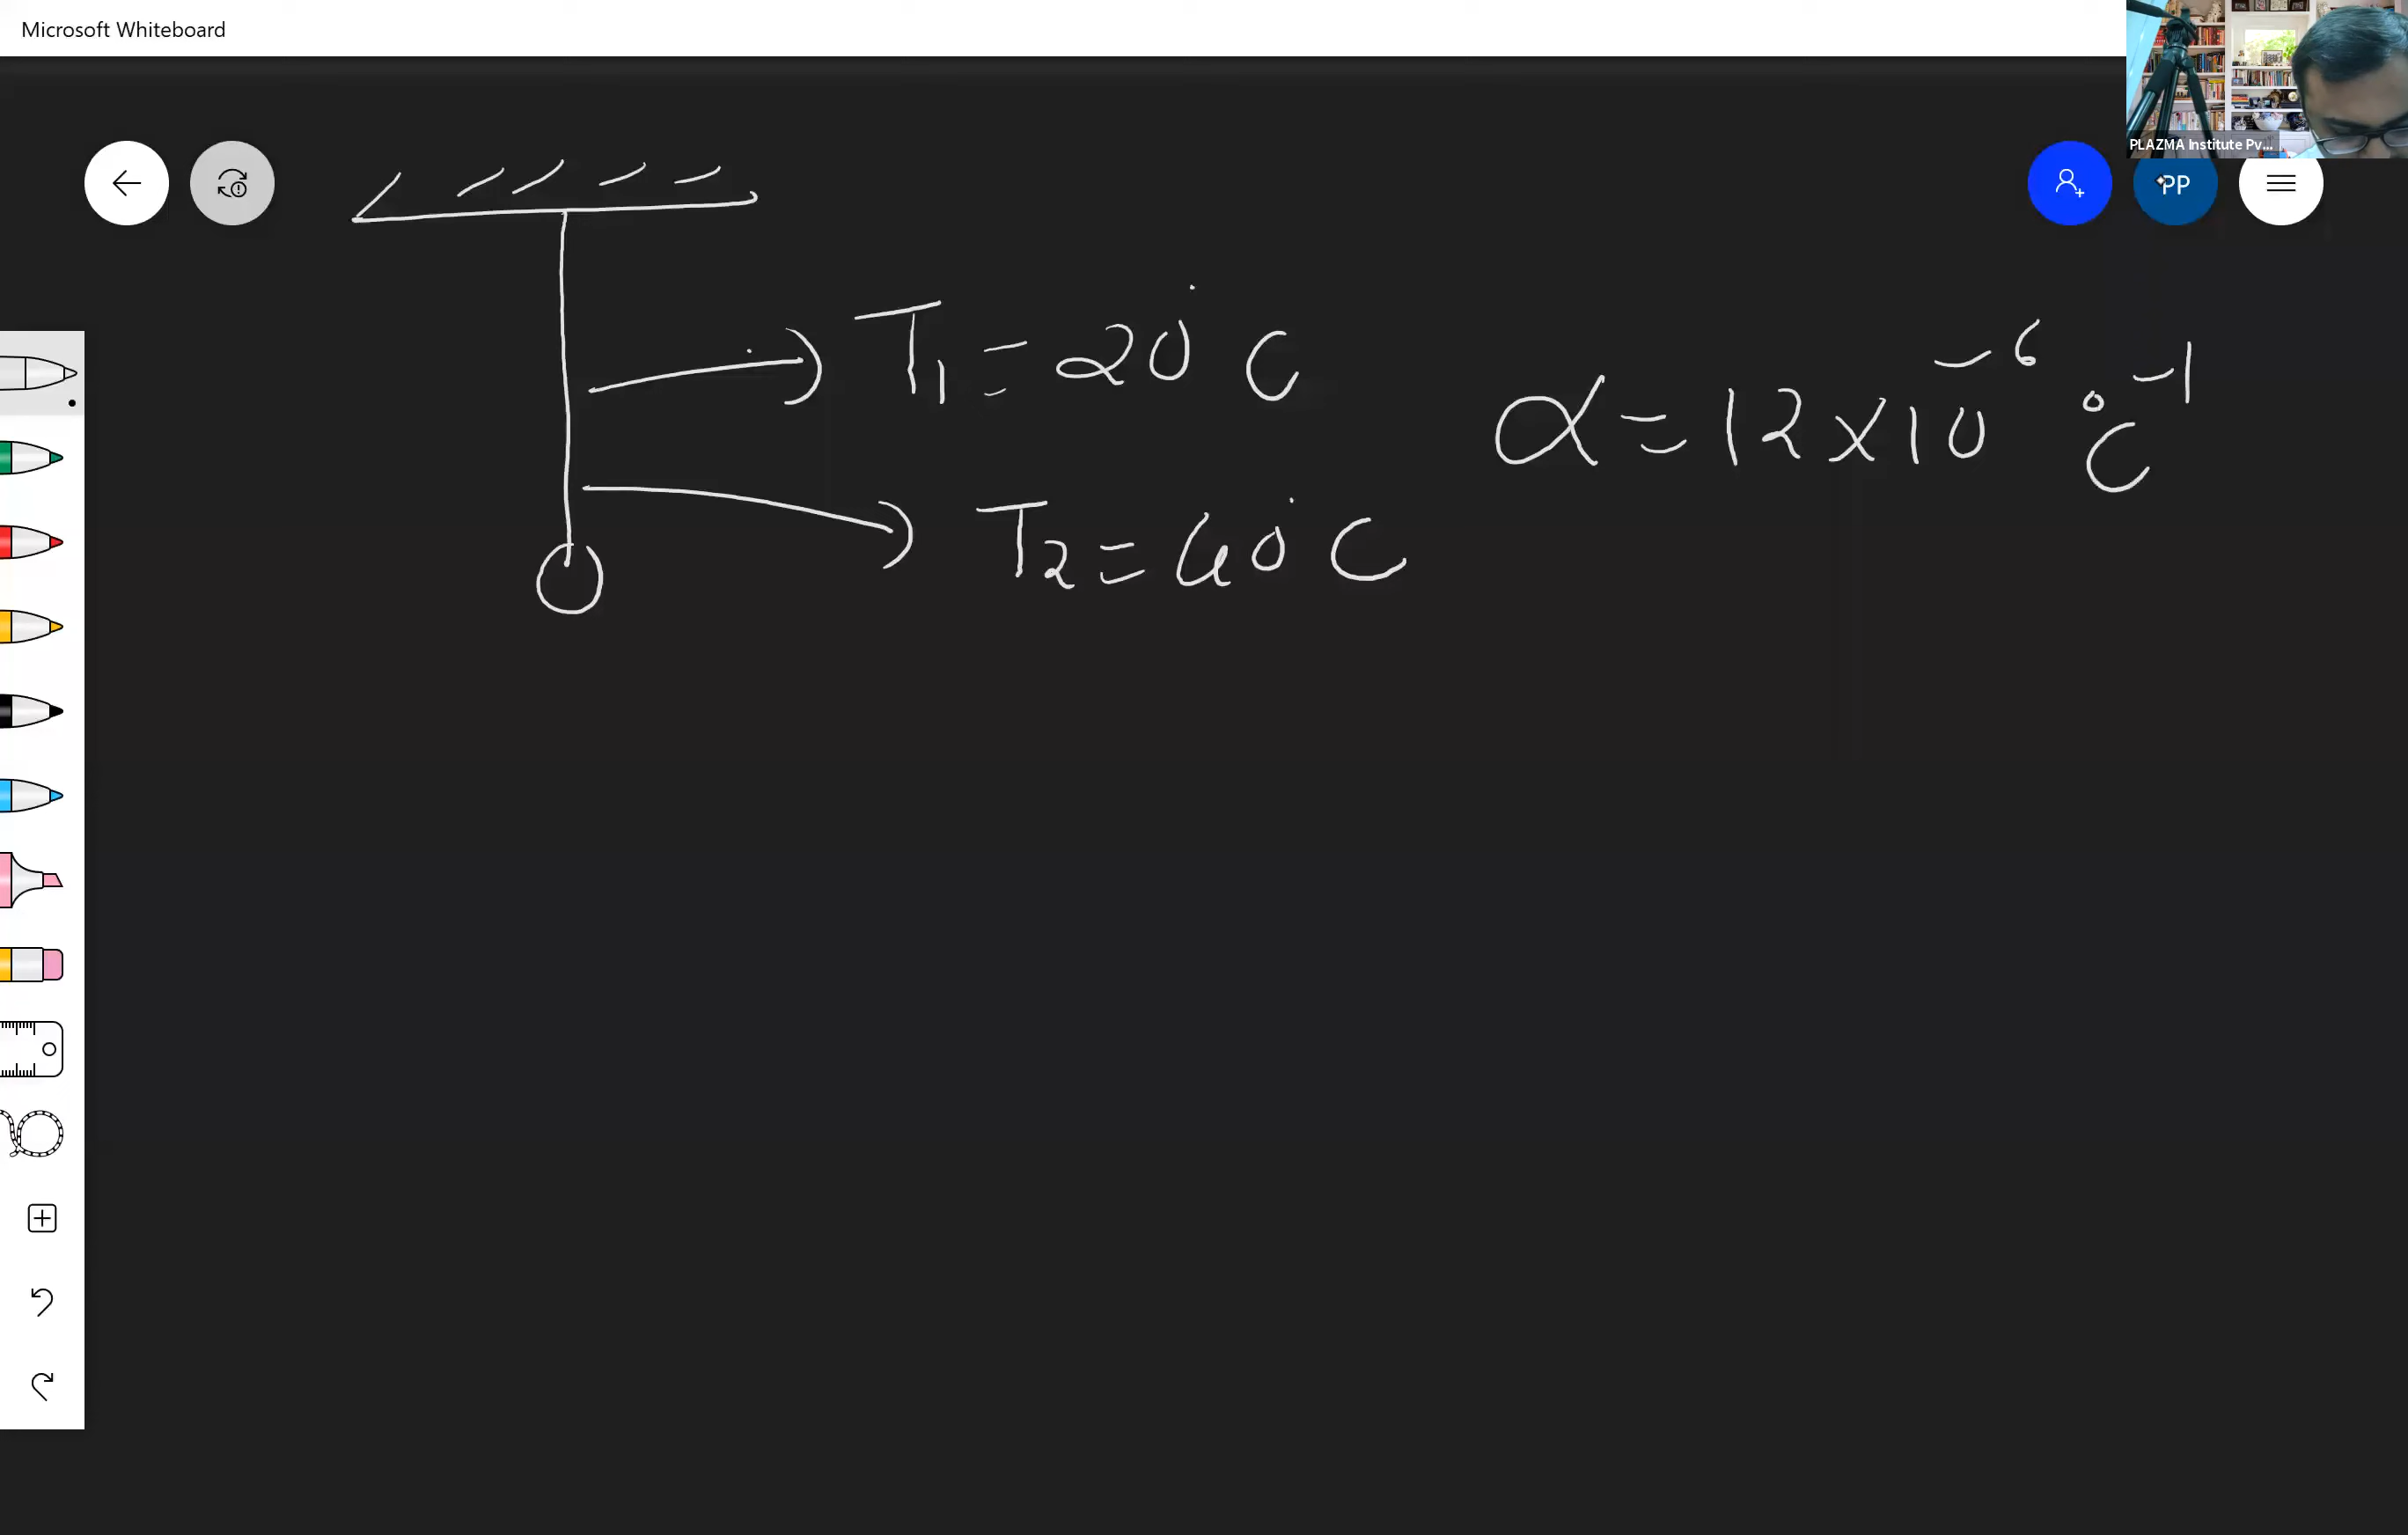 Microsoft Whiteboard
PLAZMA Institute Pv...
PP
T₁ = 20°C
α = 12 × 10⁻⁶ °C⁻¹
T₂ = 40°C